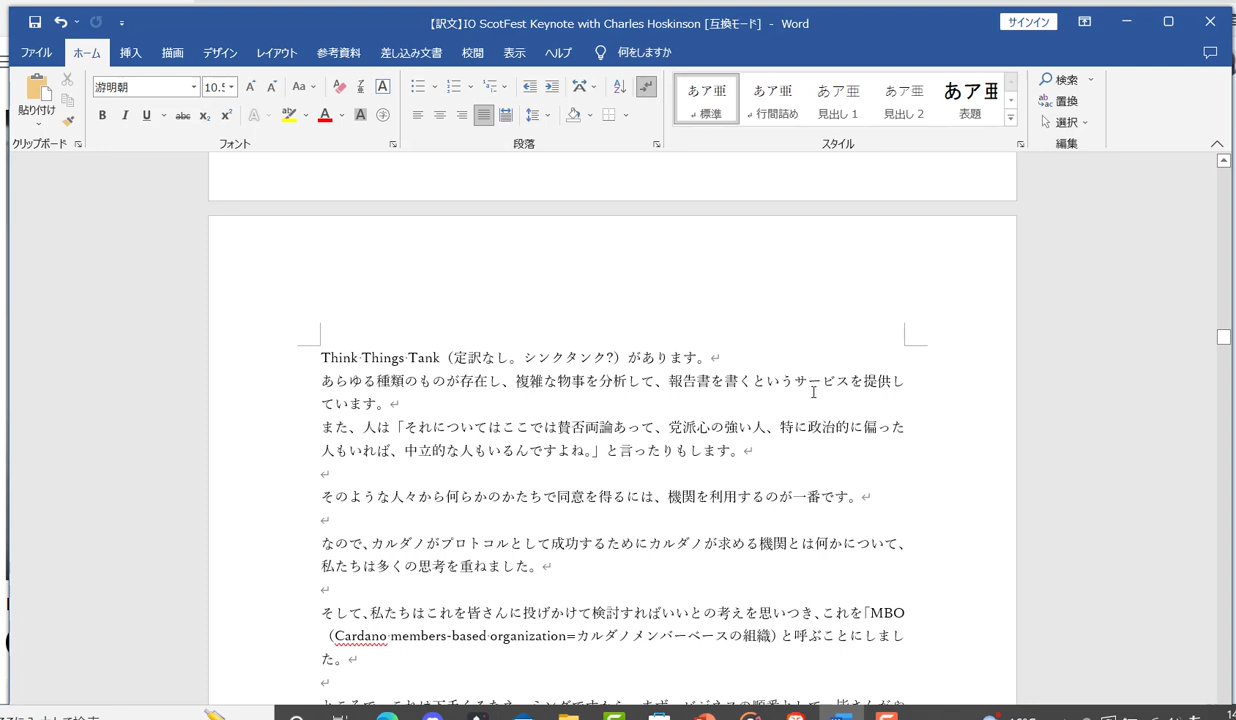 【訳文】IO ScotFest Keynote with Charles Hoskinson [互換モード] - Word
サインイン
ファイル ホーム 挿入 描画 デザイン レイアウト 参考資料 差し込み文書 校閲 表示 ヘルプ 何をしますか
貼り付け
游明朝 10.5
Aa
A
B I U abc x₂ x² A A A
あア亜 あア亜 あア亜 あア亜 あア亜
標準 行間詰め 見出し 1 見出し 2 表題
検索
置換
選択
クリップボード フォント 段落 スタイル 編集
Think Things Tank（定訳なし。シンクタンク?）があります。
あらゆる種類のものが存在し、複雑な物事を分析して、報告書を書くというサービスを提供し
ています。
また、人は「それについてはここでは賛否両論あって、党派心の強い人、特に政治的に偏った
人もいれば、中立的な人もいるんですよね。」と言ったりもします。
そのような人々から何らかのかたちで同意を得るには、機関を利用するのが一番です。
なので、カルダノがプロトコルとして成功するためにカルダノが求める機関とは何かについて、
私たちは多くの思考を重ねました。
そして、私たちはこれを皆さんに投げかけて検討すればいいとの考えを思いつき、これを「MBO
（Cardano members-based organization=カルダノメンバーベースの組織）と呼ぶことにしまし
た。